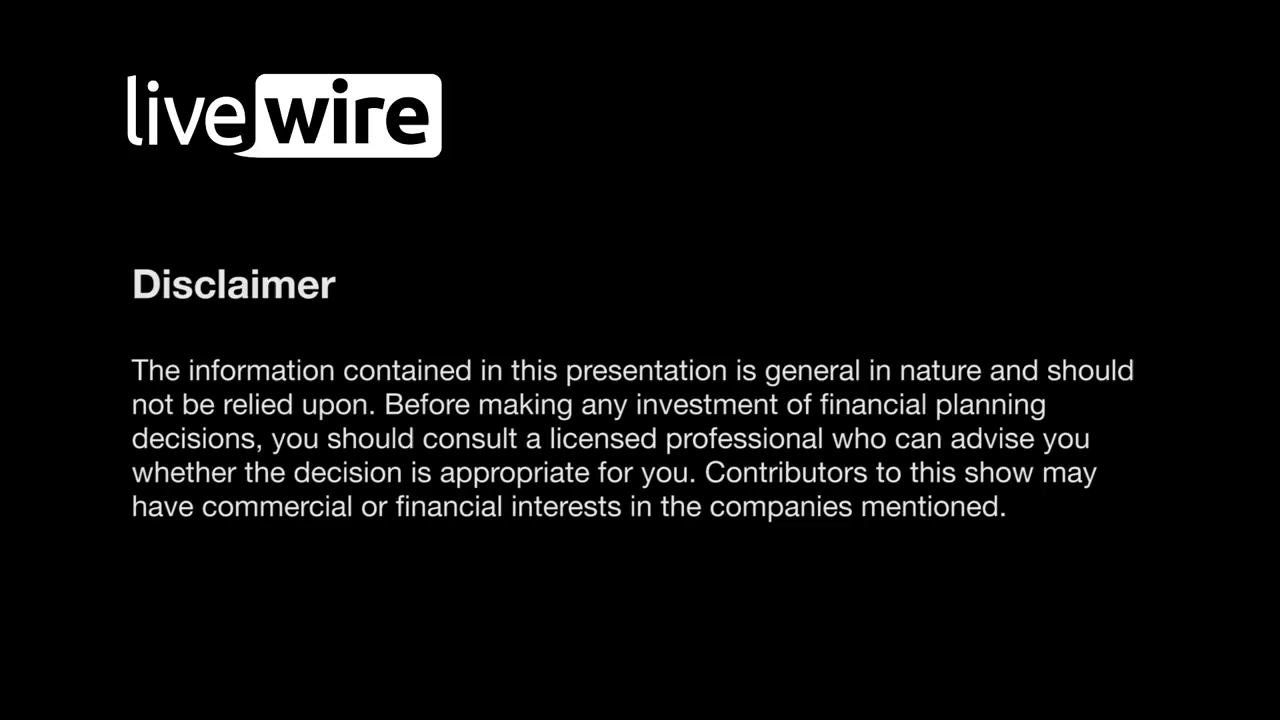 livewire
Disclaimer
The information contained in this presentation is general in nature and should
not be relied upon. Before making any investment of financial planning
decisions, you should consult a licensed professional who can advise you
whether the decision is appropriate for you. Contributors to this show may
have commercial or financial interests in the companies mentioned.